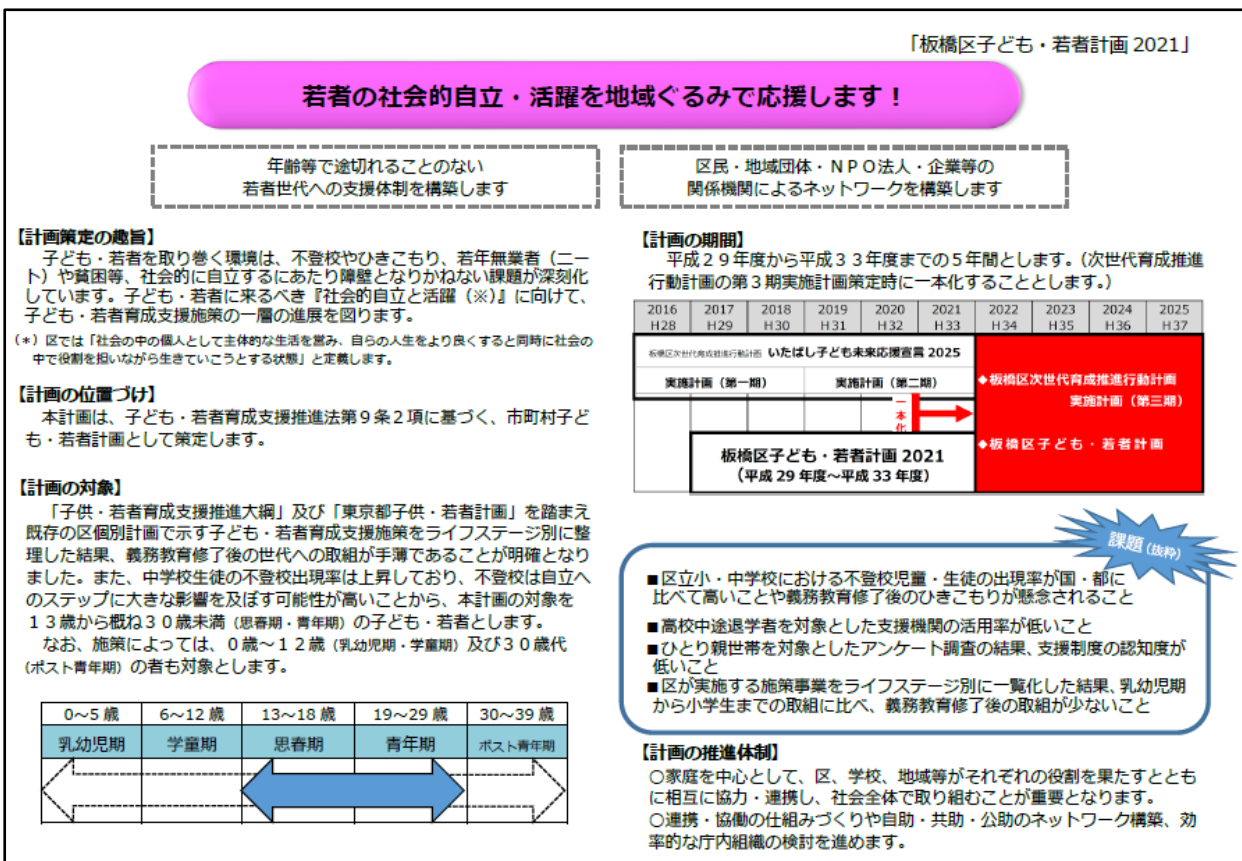 「板橋区子ども・若者計画 2021」
若者の社会的自立・活躍を地域ぐるみで応援します！
年齢等で途切れることのない
若者世代への支援体制を構築します
区民・地域団体・ＮＰＯ法人・企業等の
関係機関によるネットワークを構築します
【計画策定の趣旨】
子ども・若者を取り巻く環境は、不登校やひきこもり、若年無業者（ニー
ト）や貧困等、社会的に自立するにあたり障壁となりかねない課題が深刻化
しています。子ども・若者に来るべき『社会的自立と活躍（※）』に向けて、
子ども・若者育成支援施策の一層の進展を図ります。
（＊）区では「社会の中の個人として主体的な生活を営み、自らの人生をより良くすると同時に社会の
中で役割を担いながら生きていこうとする状態」と定義します。
【計画の位置づけ】
本計画は、子ども・若者育成支援推進法第９条２項に基づく、市町村子ど
も・若者計画として策定します。
【計画の対象】
「子供・若者育成支援推進大綱」及び「東京都子供・若者計画」を踏まえ
既存の区個別計画で示す子ども・若者育成支援施策をライフステージ別に整
理した結果、義務教育修了後の世代への取組が手薄であることが明確となり
ました。また、中学校生徒の不登校出現率は上昇しており、不登校は自立へ
のステップに大きな影響を及ぼす可能性が高いことから、本計画の対象を
１３歳から概ね３０歳未満（思春期・青年期）の子ども・若者とします。
なお、施策によっては、０歳～１２歳（乳幼児期・学童期）及び３０歳代
（ポスト青年期）の者も対象とします。
0～5 歳 6～12 歳 13～18 歳 19～29 歳 30～39 歳
乳幼児期 学童期 思春期 青年期 ポスト青年期
【計画の期間】
平成２９年度から平成３３年度までの５年間とします。（次世代育成推進
行動計画の第３期実施計画策定時に一本化することとします。）
2016 2017 2018 2019 2020 2021 2022 2023 2024 2025
H28 H29 H30 H31 H32 H33 H34 H35 H36 H37
板橋区次世代育成推進行動計画 いたばし子ども未来応援宣言 2025
実施計画（第一期） 実施計画（第二期）
一本化
◆板橋区次世代育成推進行動計画
実施計画（第三期）
◆板橋区子ども・若者計画
板橋区子ども・若者計画 2021
（平成 29 年度～平成 33 年度）
課題（抜粋）
■区立小・中学校における不登校児童・生徒の出現率が国・都に
比べて高いことや義務教育修了後のひきこもりが懸念されること
■高校中途退学者を対象とした支援機関の活用率が低いこと
■ひとり親世帯を対象としたアンケート調査の結果、支援制度の認知度が
低いこと
■区が実施する施策事業をライフステージ別に一覧化した結果、乳幼児期
から小学生までの取組に比べ、義務教育修了後の取組が少ないこと
【計画の推進体制】
○家庭を中心として、区、学校、地域等がそれぞれの役割を果たすととも
に相互に協力・連携し、社会全体で取り組むことが重要となります。
○連携・協働の仕組みづくりや自助・共助・公助のネットワーク構築、効
率的な庁内組織の検討を進めます。